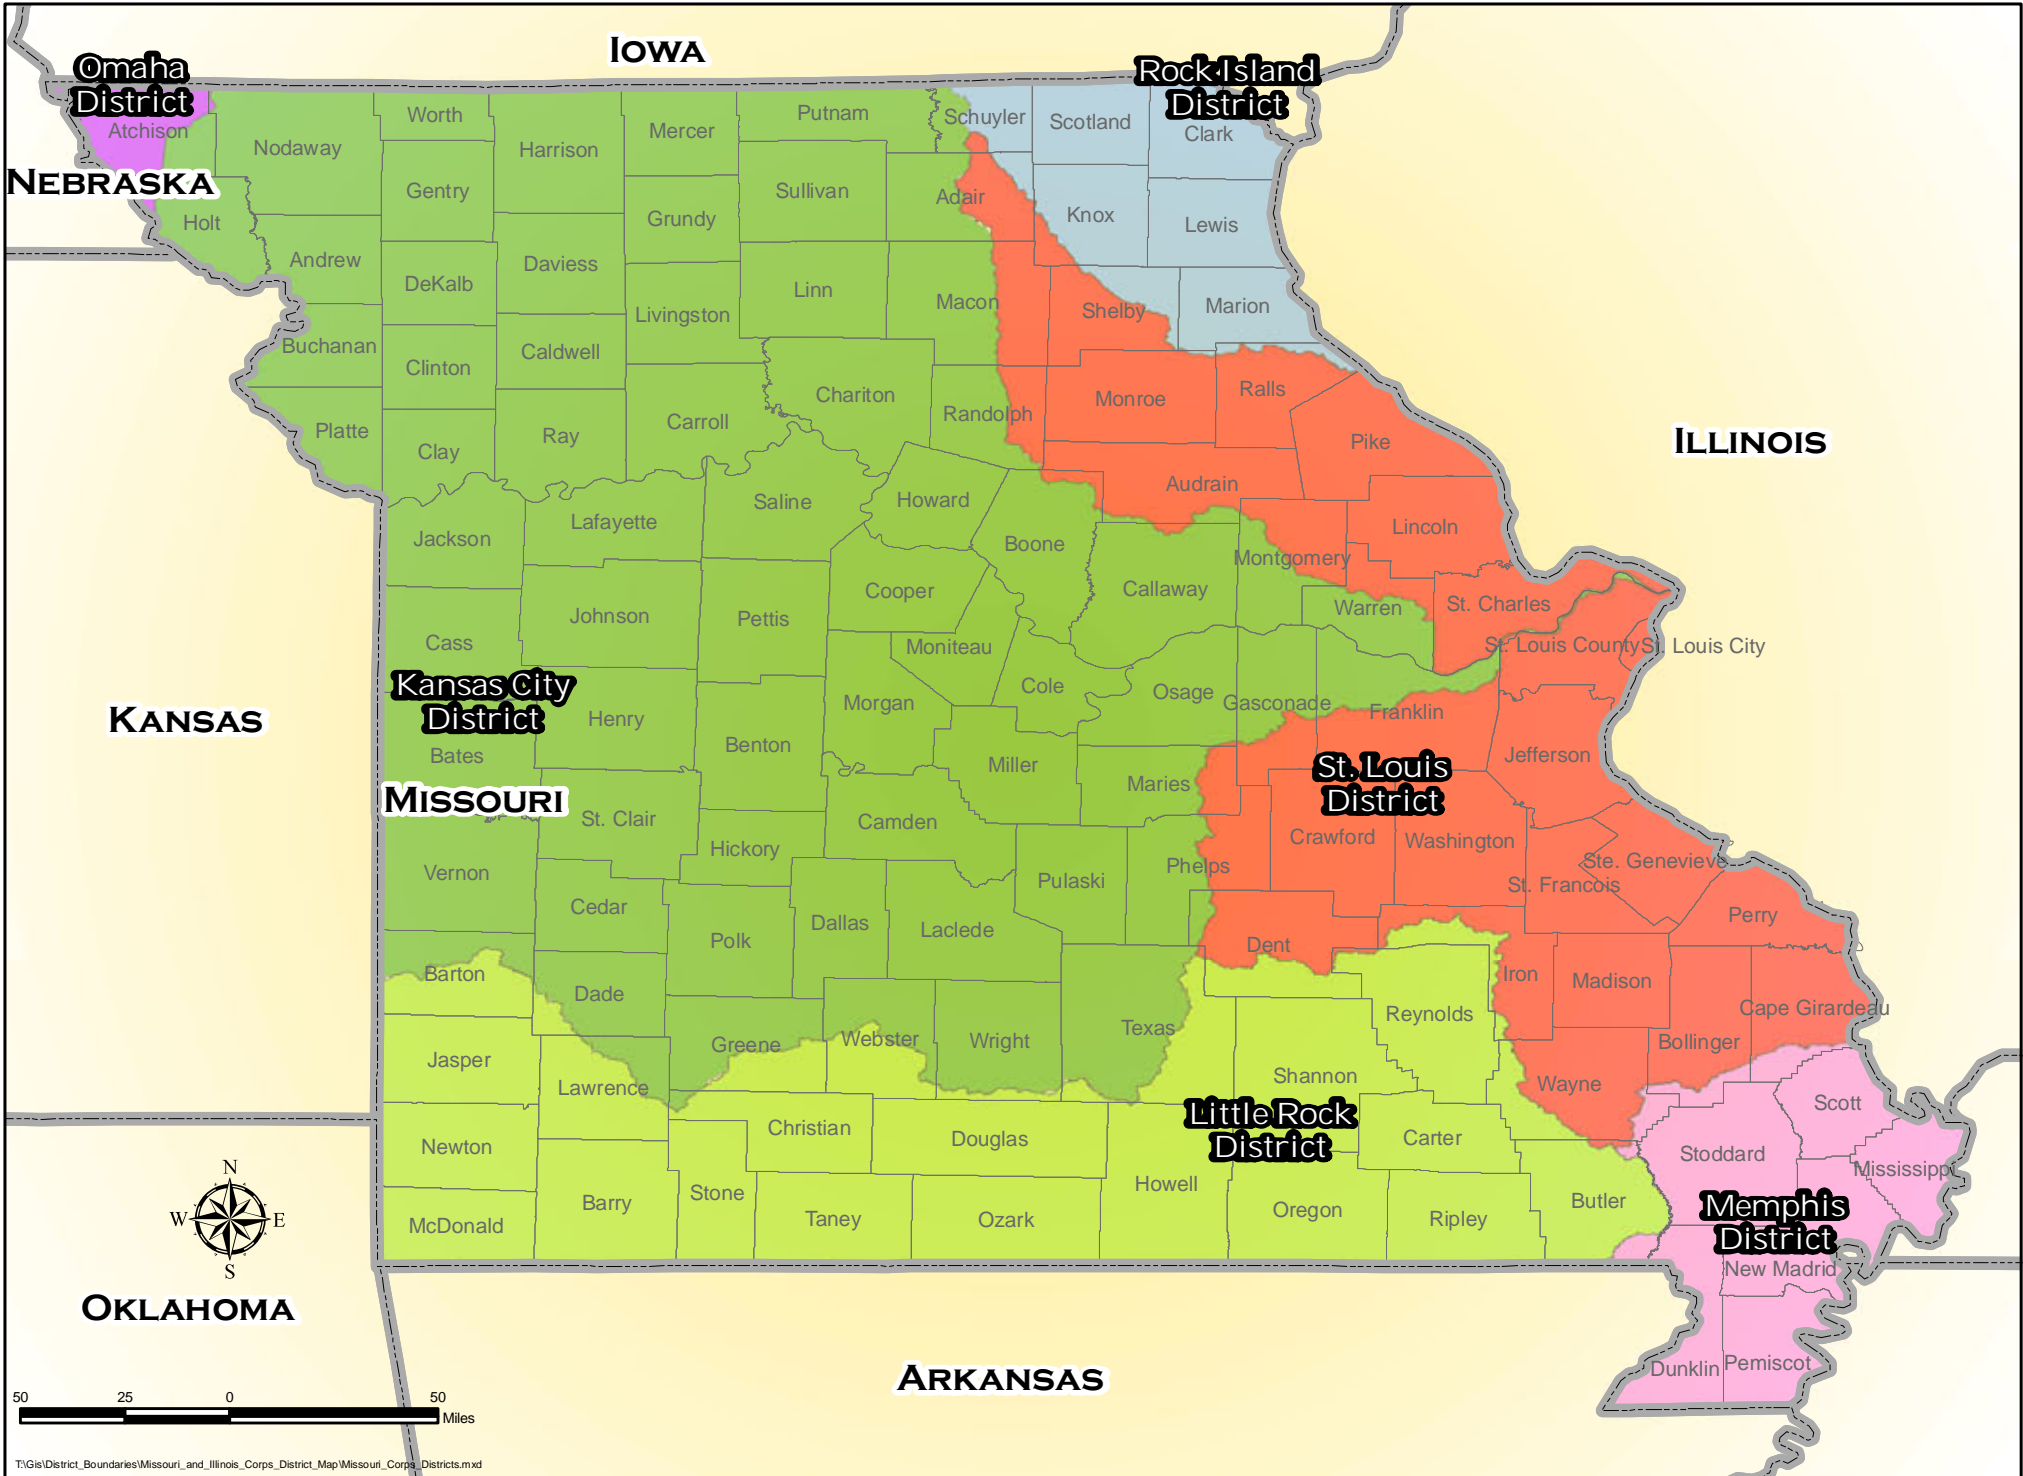 IOWA
Omaha
District
Rock Island
District
Atchison
Nodaway
Worth
Harrison
Mercer
Putnam
Schuyler
Scotland
Clark
NEBRASKA
Holt
Gentry
Grundy
Sullivan
Adair
Knox
Lewis
Andrew
DeKalb
Daviess
Livingston
Linn
Macon
Shelby
Marion
Buchanan
Clinton
Caldwell
Chariton
Randolph
Monroe
Ralls
Platte
Clay
Ray
Carroll
Pike
ILLINOIS
Jackson
Lafayette
Saline
Howard
Boone
Audrain
Lincoln
Callaway
Montgomery
Cass
Johnson
Pettis
Cooper
Moniteau
Warren
St. Charles
St. Louis County
St. Louis City
Kansas City
District
KANSAS
Henry
Benton
Morgan
Cole
Osage
Gasconade
Franklin
Bates
Miller
Maries
St. Louis
District
Jefferson
MISSOURI
St. Clair
Hickory
Camden
Pulaski
Phelps
Crawford
Washington
Ste. Genevieve
St. Francois
Vernon
Cedar
Polk
Dallas
Laclede
Dent
Perry
Barton
Dade
Greene
Webster
Wright
Texas
Reynolds
Iron
Madison
Cape Girardeau
Bollinger
Jasper
Lawrence
Shannon
Wayne
Scott
Newton
Christian
Douglas
Little Rock
District
Carter
Stoddard
Mississippi
McDonald
Barry
Stone
Taney
Ozark
Howell
Oregon
Ripley
Butler
Memphis
District
New Madrid
Dunklin
Pemiscot
N
W
E
S
OKLAHOMA
ARKANSAS
50 25 0 50
Miles
T:\Gis\District_Boundaries\Missouri_and_Illinois_Corps_District_Map\Missouri_Corps_Districts.mxd